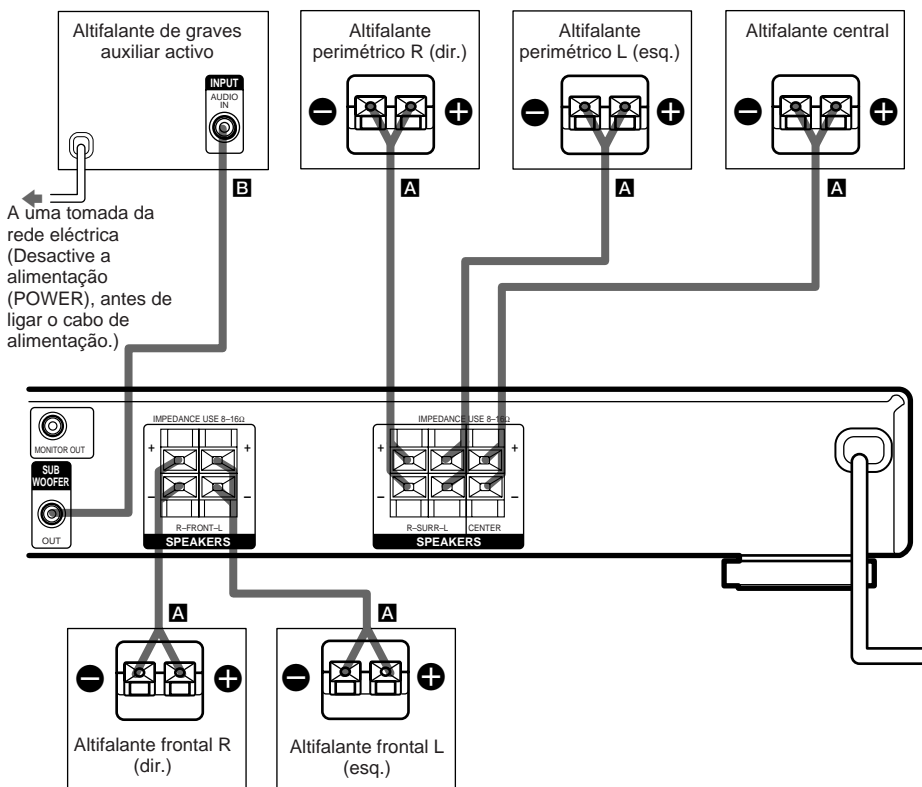 Altifalante de graves
auxiliar activo
INPUT
AUDIO
IN
Altifalante
perimétrico R (dir.)
Altifalante
perimétrico L (esq.)
Altifalante central
− +
− +
− +
B
A
A
A
A uma tomada da
rede eléctrica
(Desactive a
alimentação
(POWER), antes de
ligar o cabo de
alimentação.)
MONITOR OUT
SUB
WOOFER
OUT
IMPEDANCE USE 8–16Ω
+ +
− −
R–FRONT–L
SPEAKERS
IMPEDANCE USE 8–16Ω
+ +
− −
R–SURR–L CENTER
SPEAKERS
A
A
− +
− +
Altifalante frontal R
(dir.)
Altifalante frontal L
(esq.)